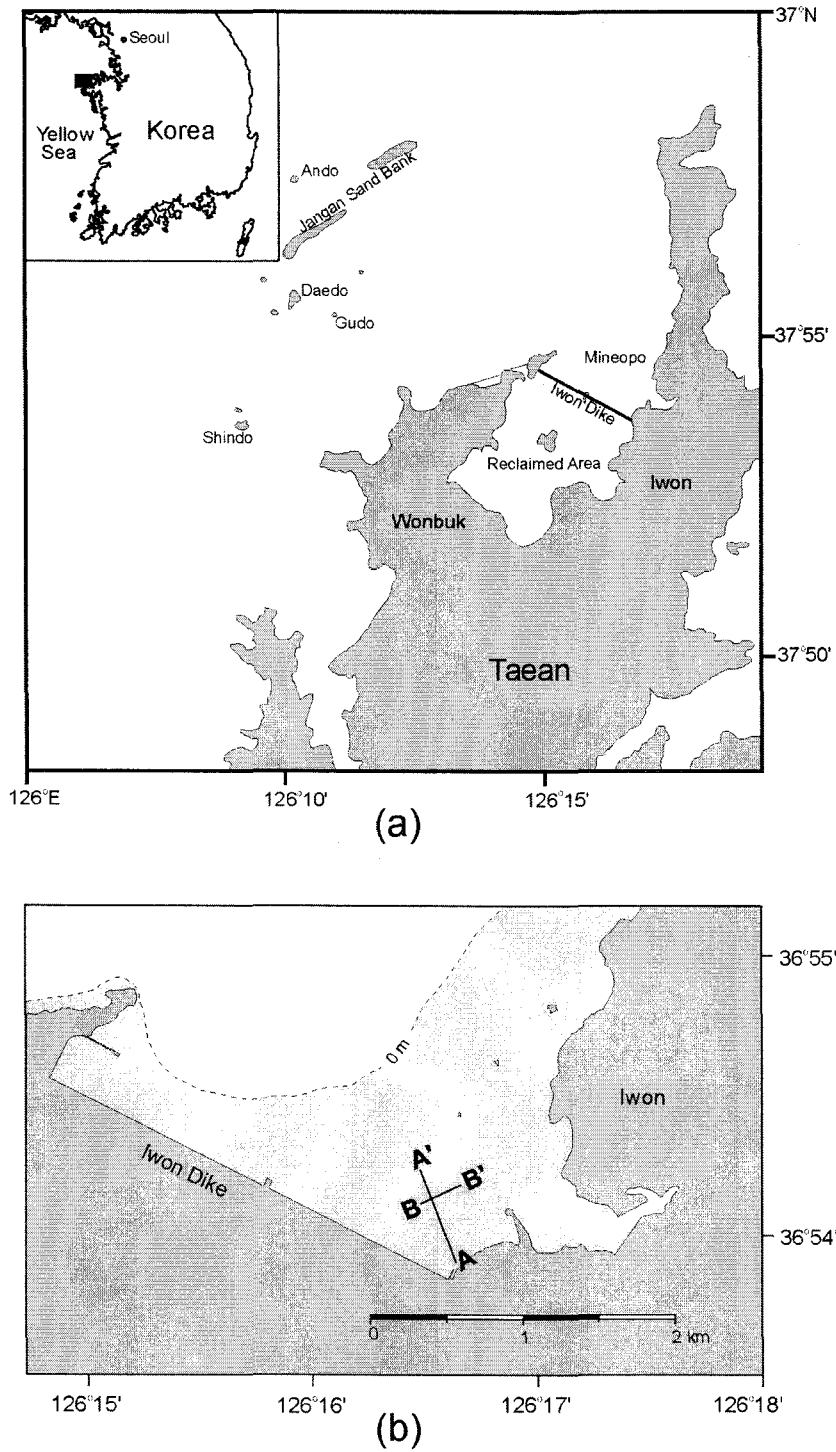 37°N
Seoul
Yellow
Sea
Korea
Ando
Jangan Sand Bank
Daedo
Gudo
37°55'
Mineopo
Iwon Dike
Shindo
Reclaimed Area
Iwon
Wonbuk
37°50'
Taean
126°E
126°10'
126°15'
(a)
36°55'
0 m
Iwon
Iwon Dike
A'
B'
B
A
36°54'
0
1
2 km
126°15'
126°16'
126°17'
126°18'
(b)